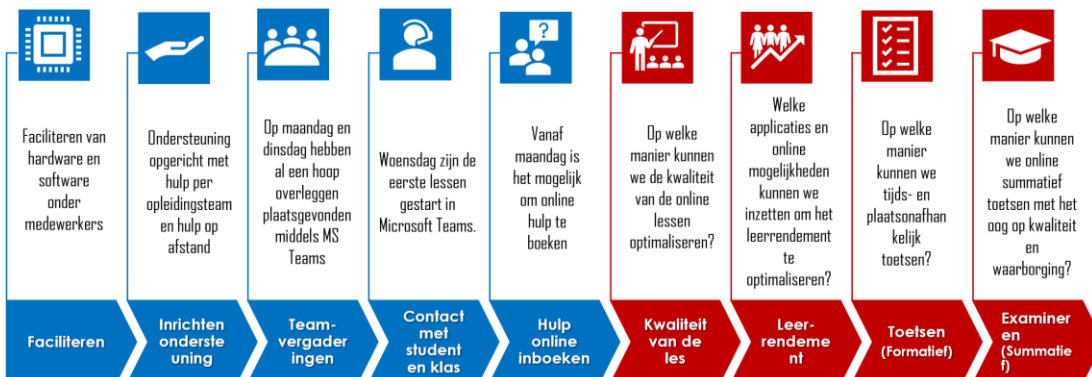 Faciliteren van
hardware en
software
onder
medewerkers
Ondersteuning
opgericht met
hulp per
opleidingsteam
en hulp op
afstand
Op maandag en
dinsdag hebben
al een hoop
overleggen
plaatsgevonden
middels MS
Teams
Woensdag zijn de
eerste lessen
gestart in
Microsoft Teams.
Vanaf
maandag is
het mogelijk
om online
hulp te
boeken
Op welke
manier kunnen
we de kwaliteit
van de online
lessen
optimaliseren?
Welke
applicaties en
online
mogelijkheden
kunnen we
inzetten om het
leerrendement
te
optimaliseren?
Op welke
manier
kunnen we
tijds- en
plaatsonafhan
kelijk
toetsen?
Op welke
manier kunnen
we online
summatief
toetsen met het
oog op kwaliteit
en
waarborging?
Faciliteren
Inrichten
onderste
uning
Team-
vergader
ingen
Contact
met
student
en klas
Hulp
online
inboeken
Kwaliteit
van de
les
Leer-
rendeme
nt
Toetsen
(Formatief)
Examiner
en
(Summatie
f)